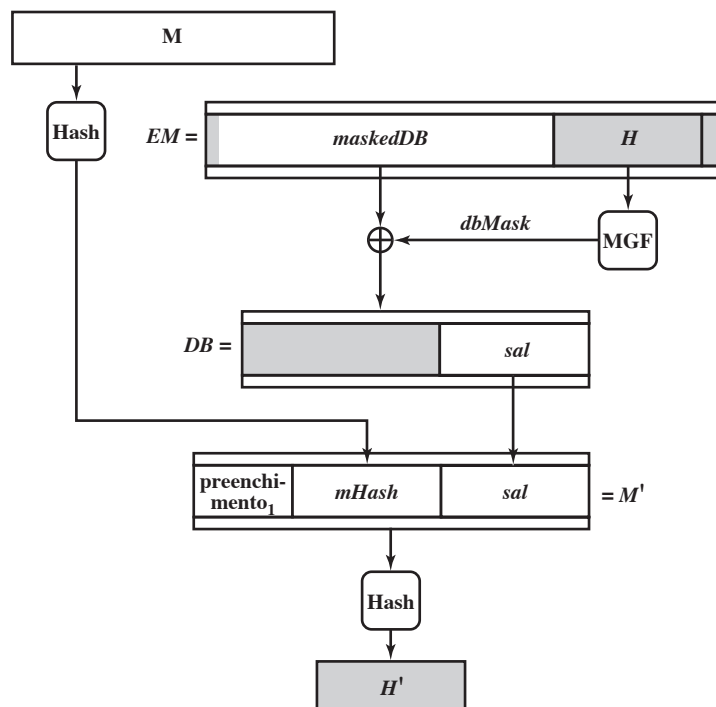 M
Hash
EM =
maskedDB
H
dbMask
MGF
DB =
sal
preenchi-
mento1
mHash
sal
= M'
Hash
H'